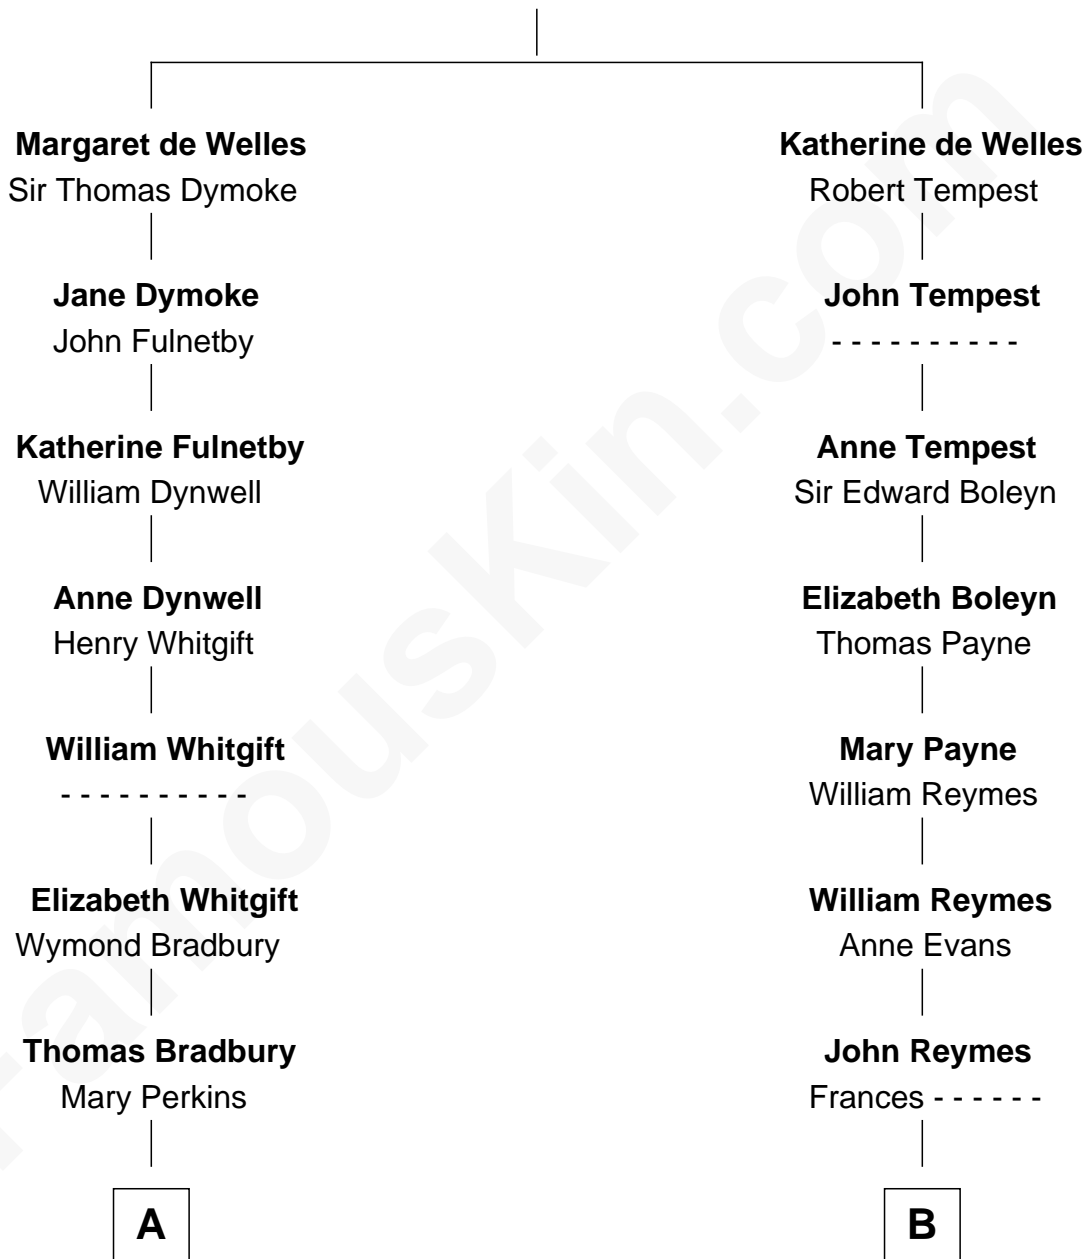 Margaret de Welles
Sir Thomas Dymoke
Jane Dymoke
John Fulnetby
Katherine Fulnetby
William Dynwell
Anne Dynwell
Henry Whitgift
William Whitgift
- - - - - - - - - -
Elizabeth Whitgift
Wymond Bradbury
Thomas Bradbury
Mary Perkins
A
Katherine de Welles
Robert Tempest
John Tempest
- - - - - - - - - -
Anne Tempest
Sir Edward Boleyn
Elizabeth Boleyn
Thomas Payne
Mary Payne
William Reymes
William Reymes
Anne Evans
John Reymes
Frances - - - - - -
B
FamousKin.com